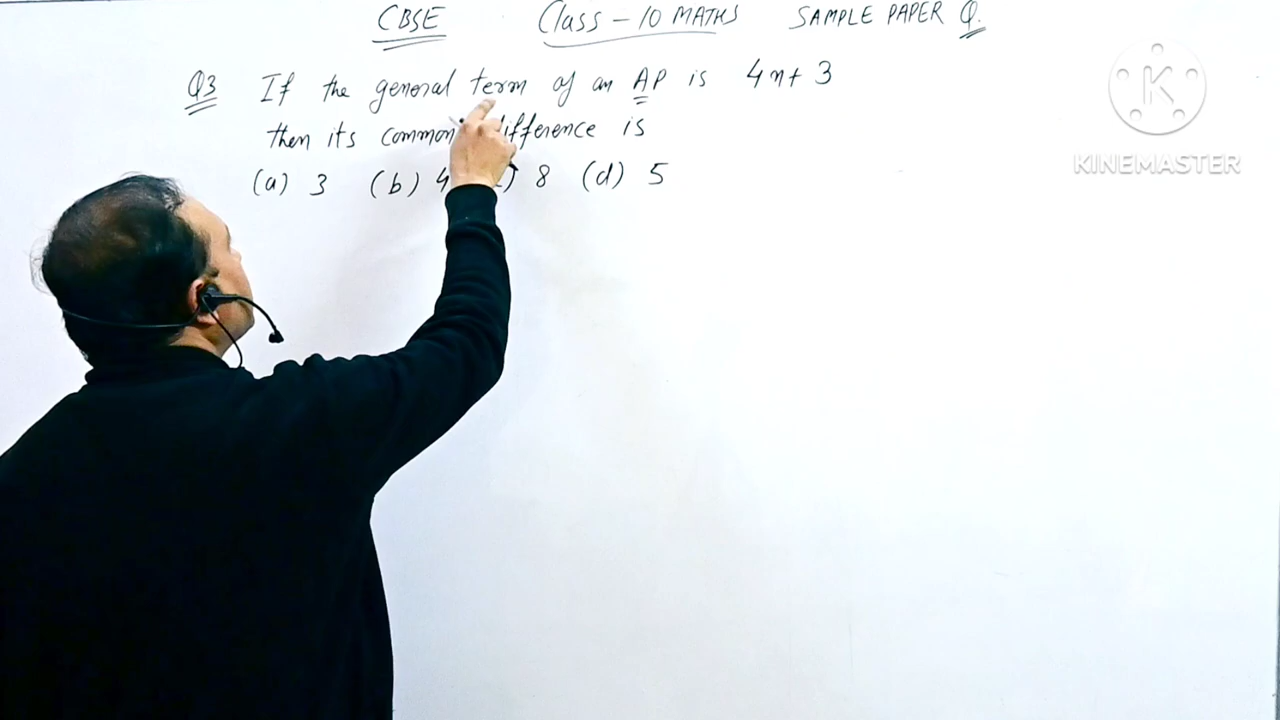 CBSE Class - 10 MATHS SAMPLE PAPER Q.
Q3 If the general term of an AP is 4n+3
then its common difference is
(a) 3 (b) 4 8 (d) 5
K
KINEMASTER